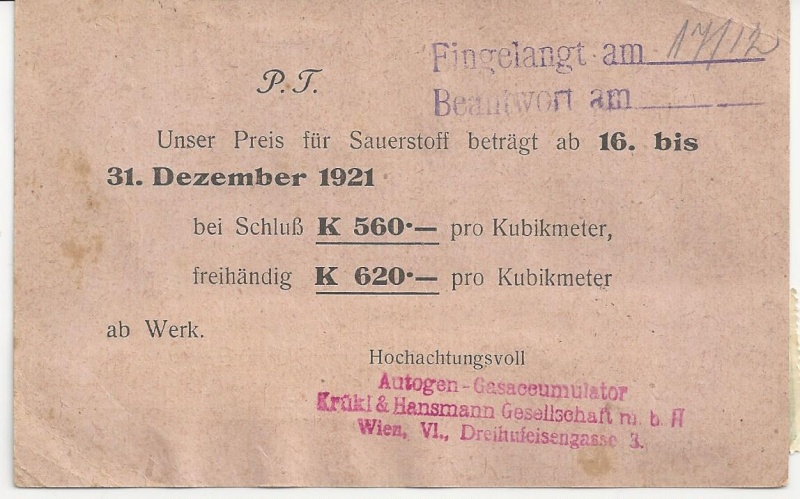 Eingelangt am 17/12
Beantwort am
P. T.
Unser Preis für Sauerstoff beträgt ab 16. bis
31. Dezember 1921
bei Schluß K 560·— pro Kubikmeter,
freihändig K 620·— pro Kubikmeter
ab Werk.
Hochachtungsvoll
Autogen-Gasaccumulator
Krükl & Hansmann Gesellschaft m. b. H
Wien, VI., Dreihufeisengasse 3.